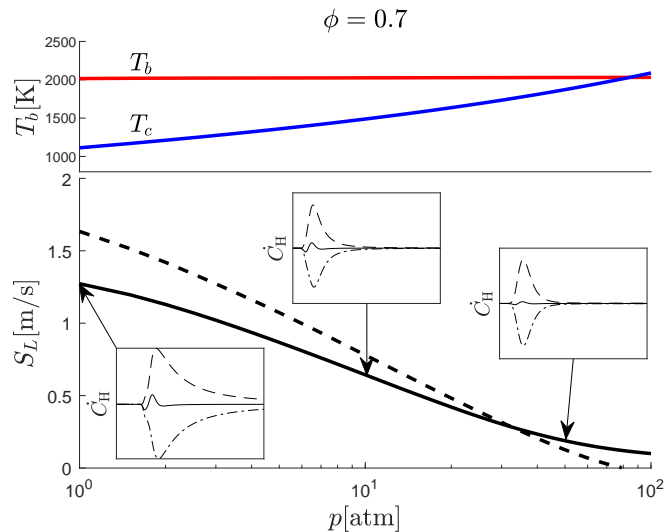 ϕ = 0.7
T_b[K]
2500
2000
1500
1000
T_b
T_c
S_L[m/s]
2
1.5
1
0.5
0
Ċ_H
Ċ_H
Ċ_H
10^0
10^1
10^2
p[atm]